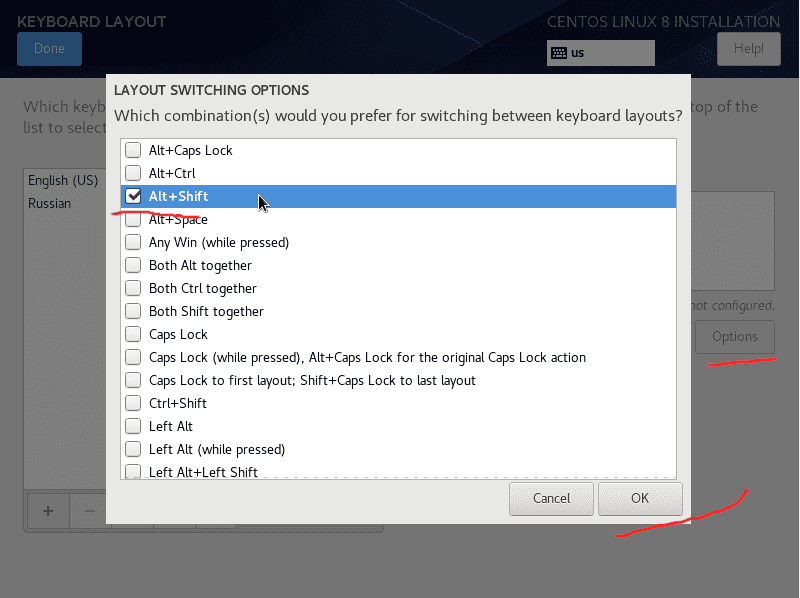 KEYBOARD LAYOUT
CENTOS LINUX 8 INSTALLATION
Done
us
Help!
LAYOUT SWITCHING OPTIONS
Which keyb
Which combination(s) would you prefer for switching between keyboard layouts?
top of the
list to select
Alt+Caps Lock
Alt+Ctrl
English (US)
Alt+Shift
Russian
Alt+Space
Any Win (while pressed)
Both Alt together
Both Ctrl together
not configured.
Both Shift together
Caps Lock
Options
Caps Lock (while pressed), Alt+Caps Lock for the original Caps Lock action
Caps Lock to first layout; Shift+Caps Lock to last layout
Ctrl+Shift
Left Alt
Left Alt (while pressed)
Left Alt+Left Shift
Cancel
OK
+
−